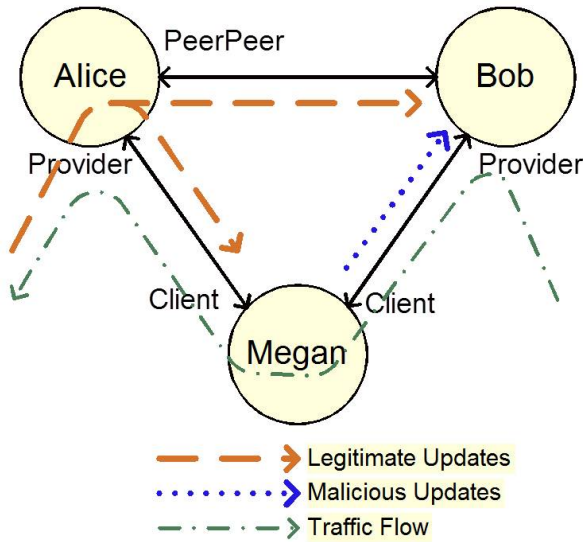 PeerPeer
Alice
Bob
Provider
Provider
Client
Client
Megan
Legitimate Updates
Malicious Updates
Traffic Flow